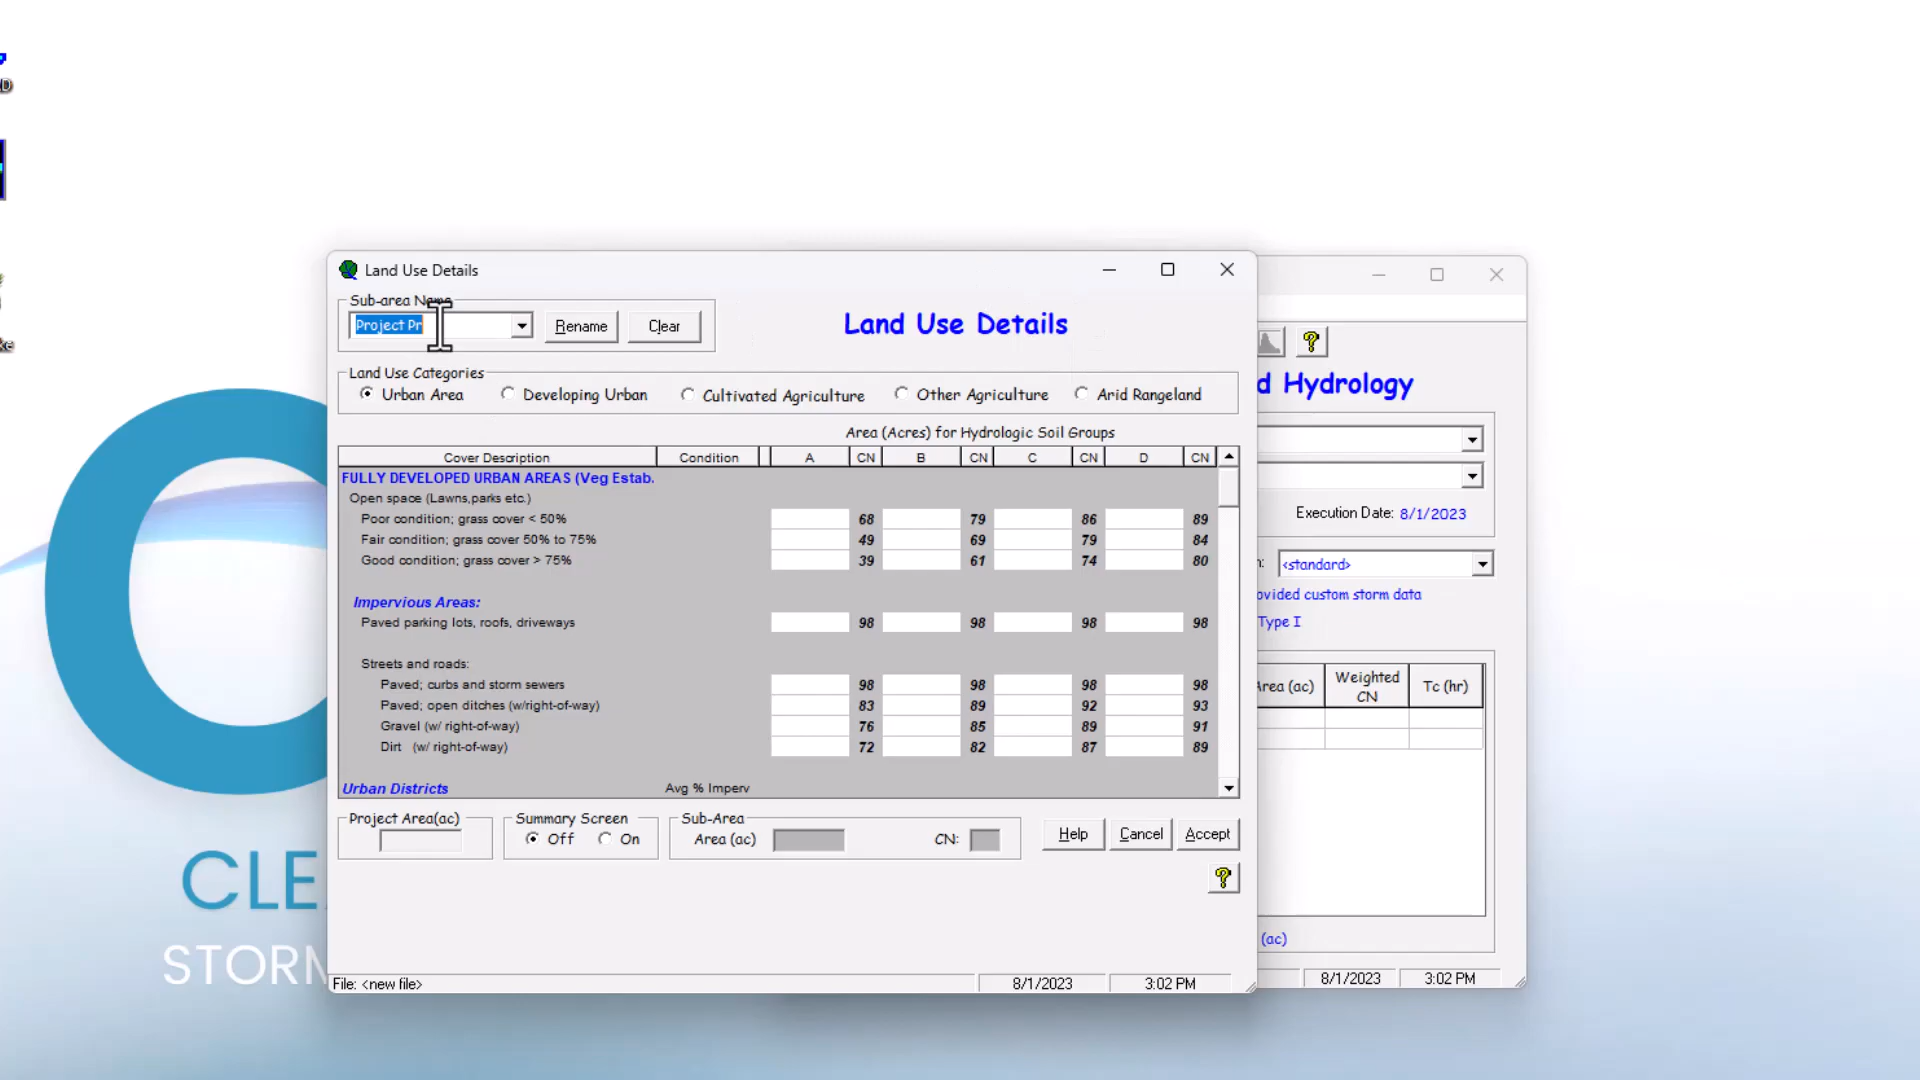 D
Land Use Details
Sub-area Name
Project Pr
Rename
Clear
Land Use Details
Land Use Categories
Urban Area
Developing Urban
Cultivated Agriculture
Other Agriculture
Arid Rangeland
Area (Acres) for Hydrologic Soil Groups
Cover Description Condition A CN B CN C CN D CN
FULLY DEVELOPED URBAN AREAS (Veg Estab.
Open space (Lawns,parks etc.)
Poor condition; grass cover < 50% 68 79 86 89
Fair condition; grass cover 50% to 75% 49 69 79 84
Good condition; grass cover > 75% 39 61 74 80
Impervious Areas:
Paved parking lots, roofs, driveways 98 98 98 98
Streets and roads:
Paved; curbs and storm sewers 98 98 98 98
Paved; open ditches (w/right-of-way) 83 89 92 93
Gravel (w/ right-of-way) 76 85 89 91
Dirt (w/ right-of-way) 72 82 87 89
Urban Districts Avg % Imperv
Project Area(ac)
Summary Screen
Off
On
Sub-Area
Area (ac)
CN:
Help
Cancel
Accept
?
File: <new file>
8/1/2023
3:02 PM
?
d Hydrology
Execution Date: 8/1/2023
<standard>
ovided custom storm data
Type I
Area (ac)
Weighted
CN
Tc (hr)
(ac)
8/1/2023
3:02 PM
ke
CLE
STORM